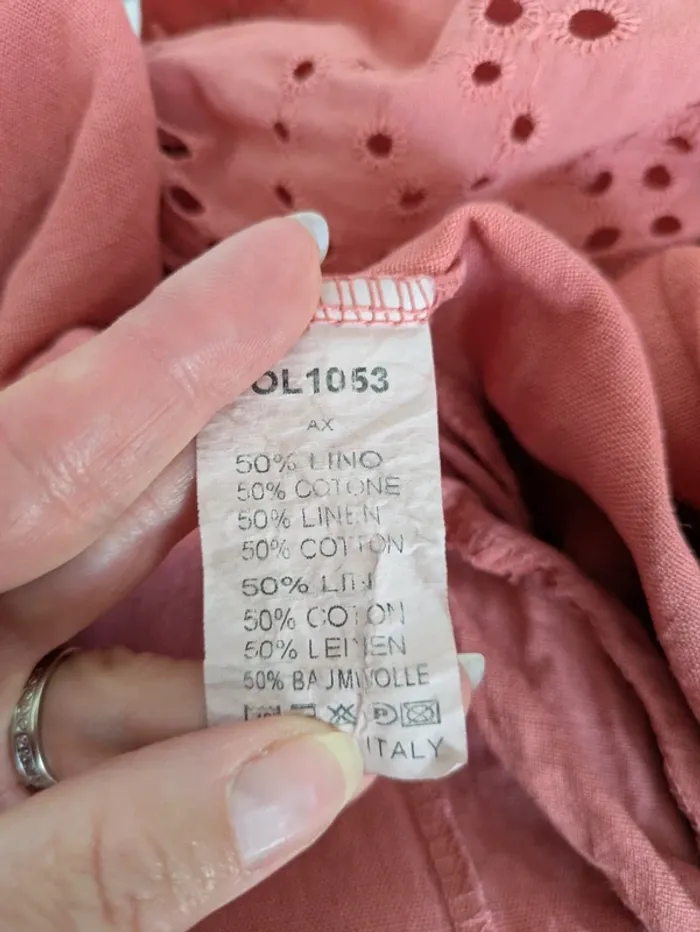 OL1053
AX
50% LINO
50% COTONE
50% LINEN
50% COTTON
50% LIN
50% COTON
50% LEINEN
50% BAUMWOLLE
ITALY